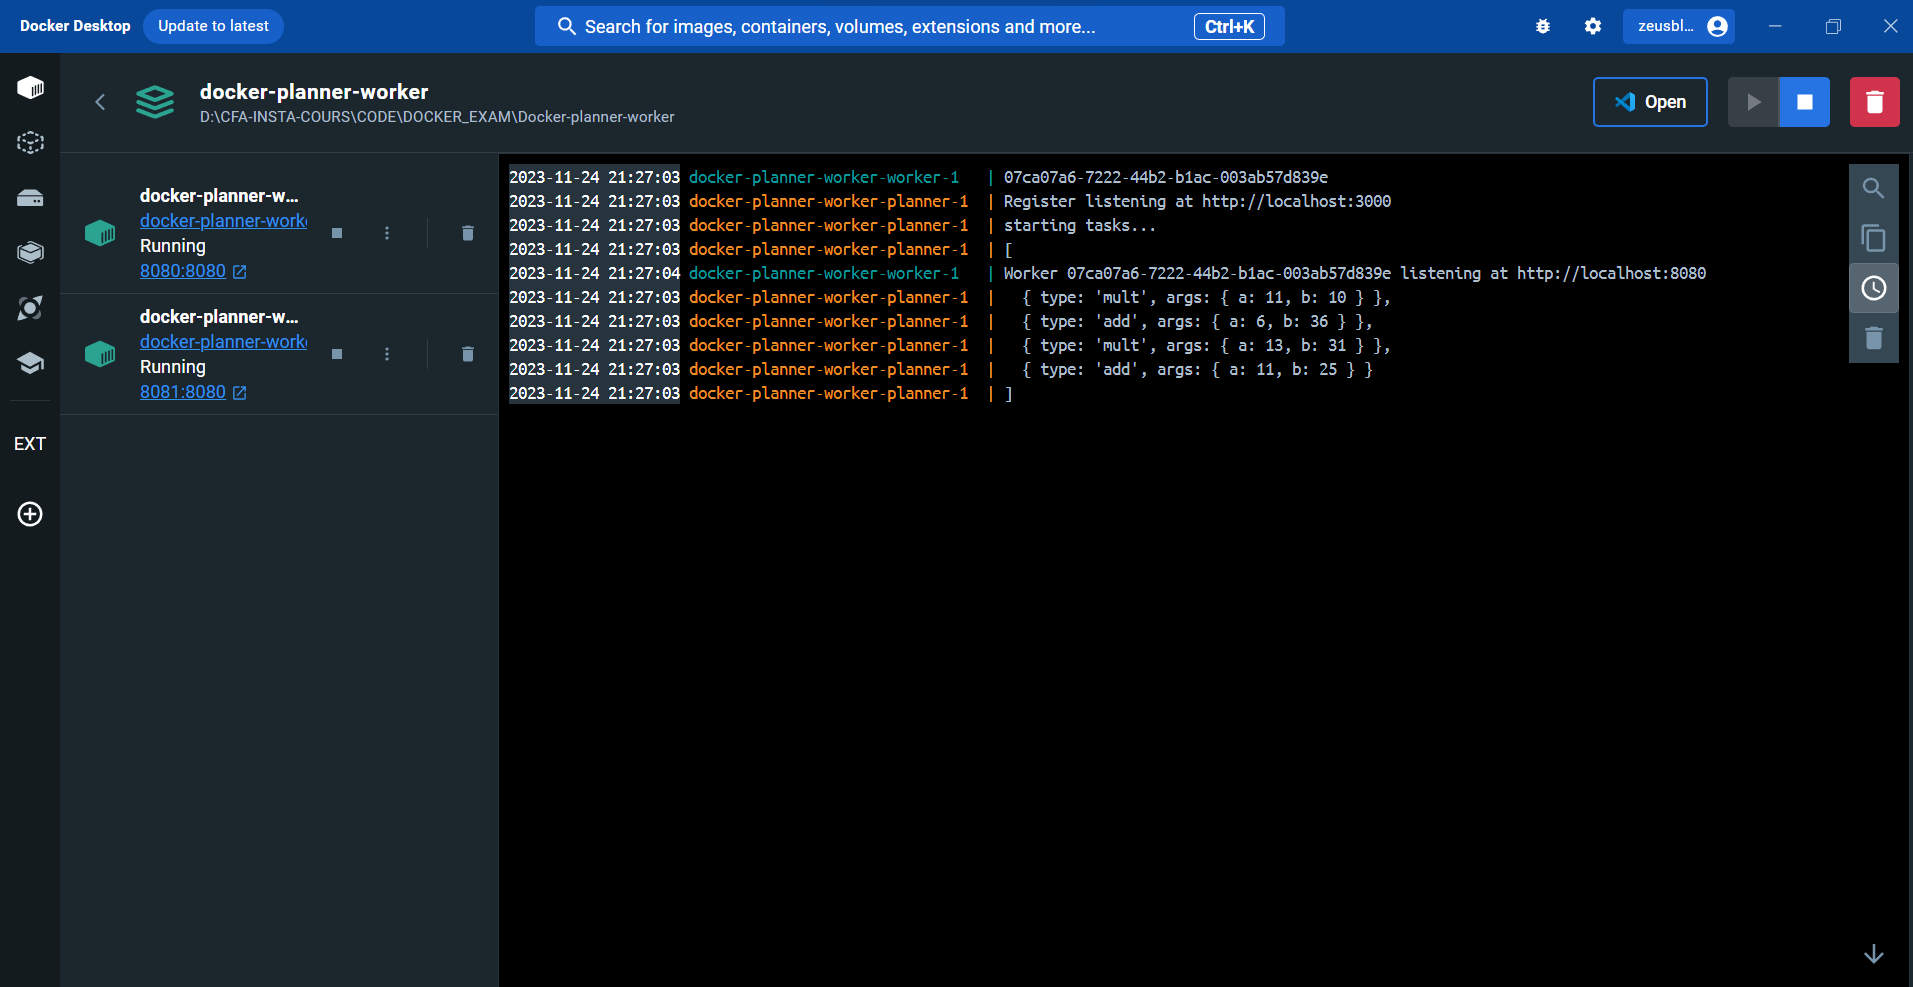 Docker Desktop
Update to latest
Search for images, containers, volumes, extensions and more...
Ctrl+K
zeusbl...
docker-planner-worker
D:\CFA-INSTA-COURS\CODE\DOCKER_EXAM\Docker-planner-worker
Open
EXT
docker-planner-w...
docker-planner-work
Running
8080:8080
docker-planner-w...
docker-planner-work
Running
8081:8080
2023-11-24 21:27:03 docker-planner-worker-worker-1 | 07ca07a6-7222-44b2-b1ac-003ab57d839e
2023-11-24 21:27:03 docker-planner-worker-planner-1 | Register listening at http://localhost:3000
2023-11-24 21:27:03 docker-planner-worker-planner-1 | starting tasks...
2023-11-24 21:27:03 docker-planner-worker-planner-1 | [
2023-11-24 21:27:04 docker-planner-worker-worker-1 | Worker 07ca07a6-7222-44b2-b1ac-003ab57d839e listening at http://localhost:8080
2023-11-24 21:27:03 docker-planner-worker-planner-1 | { type: 'mult', args: { a: 11, b: 10 } },
2023-11-24 21:27:03 docker-planner-worker-planner-1 | { type: 'add', args: { a: 6, b: 36 } },
2023-11-24 21:27:03 docker-planner-worker-planner-1 | { type: 'mult', args: { a: 13, b: 31 } },
2023-11-24 21:27:03 docker-planner-worker-planner-1 | { type: 'add', args: { a: 11, b: 25 } }
2023-11-24 21:27:03 docker-planner-worker-planner-1 | ]